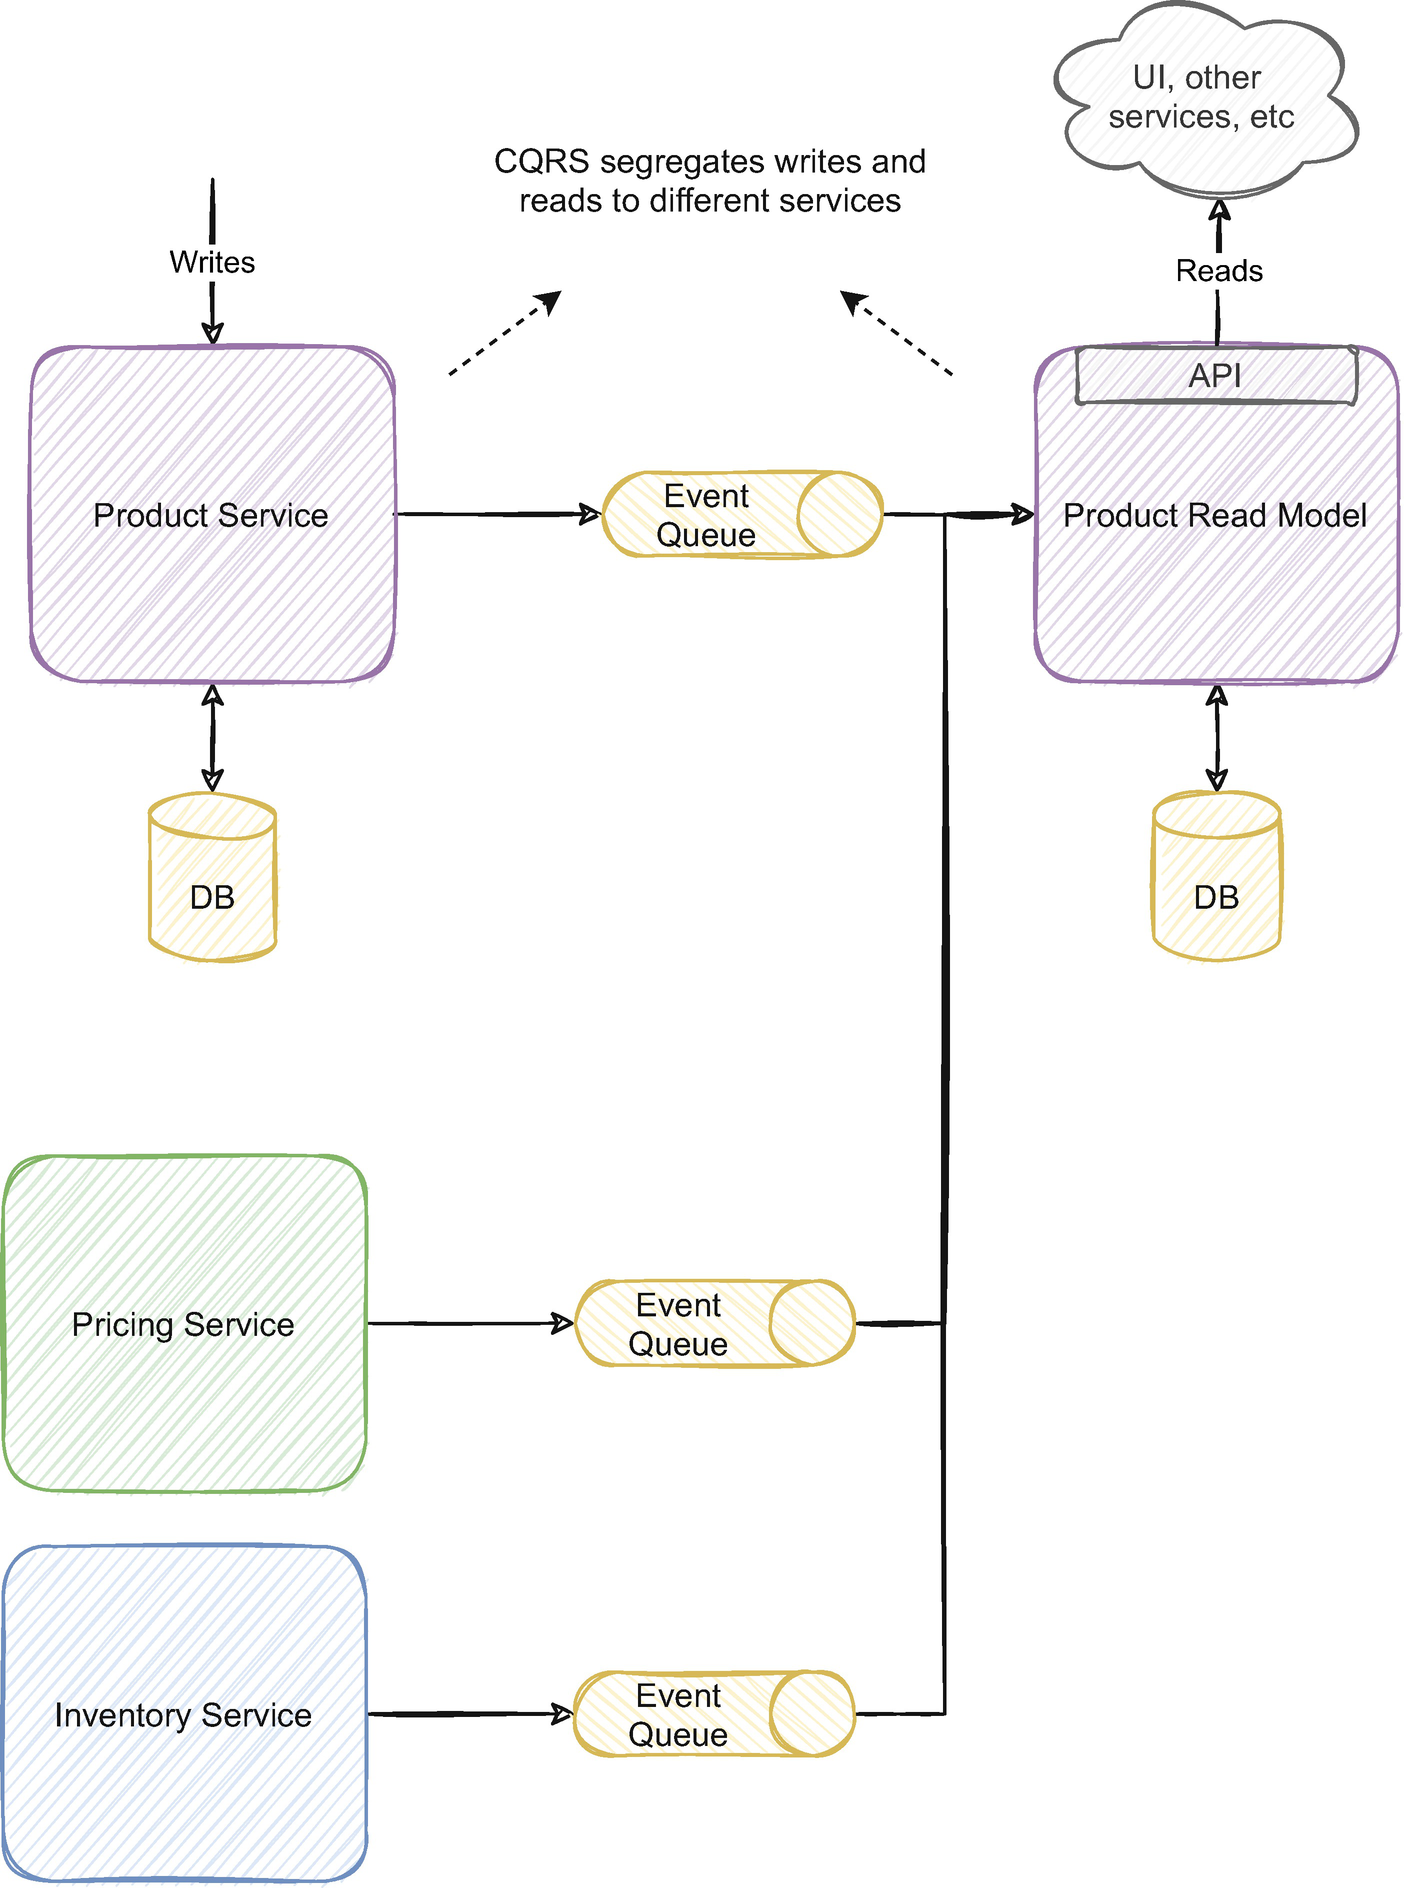 UI, other
services, etc
CQRS segregates writes and
reads to different services
Writes
Reads
API
Product Service
Event
Queue
Product Read Model
DB
DB
Pricing Service
Event
Queue
Inventory Service
Event
Queue